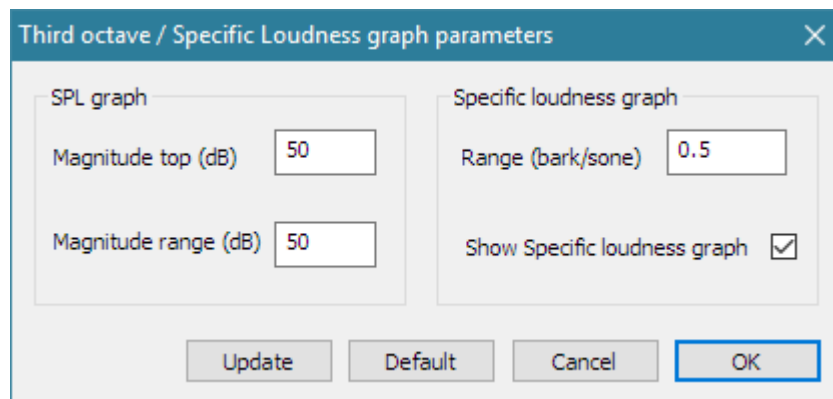 Third octave / Specific Loudness graph parameters
SPL graph
Magnitude top (dB) 50
Magnitude range (dB) 50
Specific loudness graph
Range (bark/sone) 0.5
Show Specific loudness graph
Update Default Cancel OK